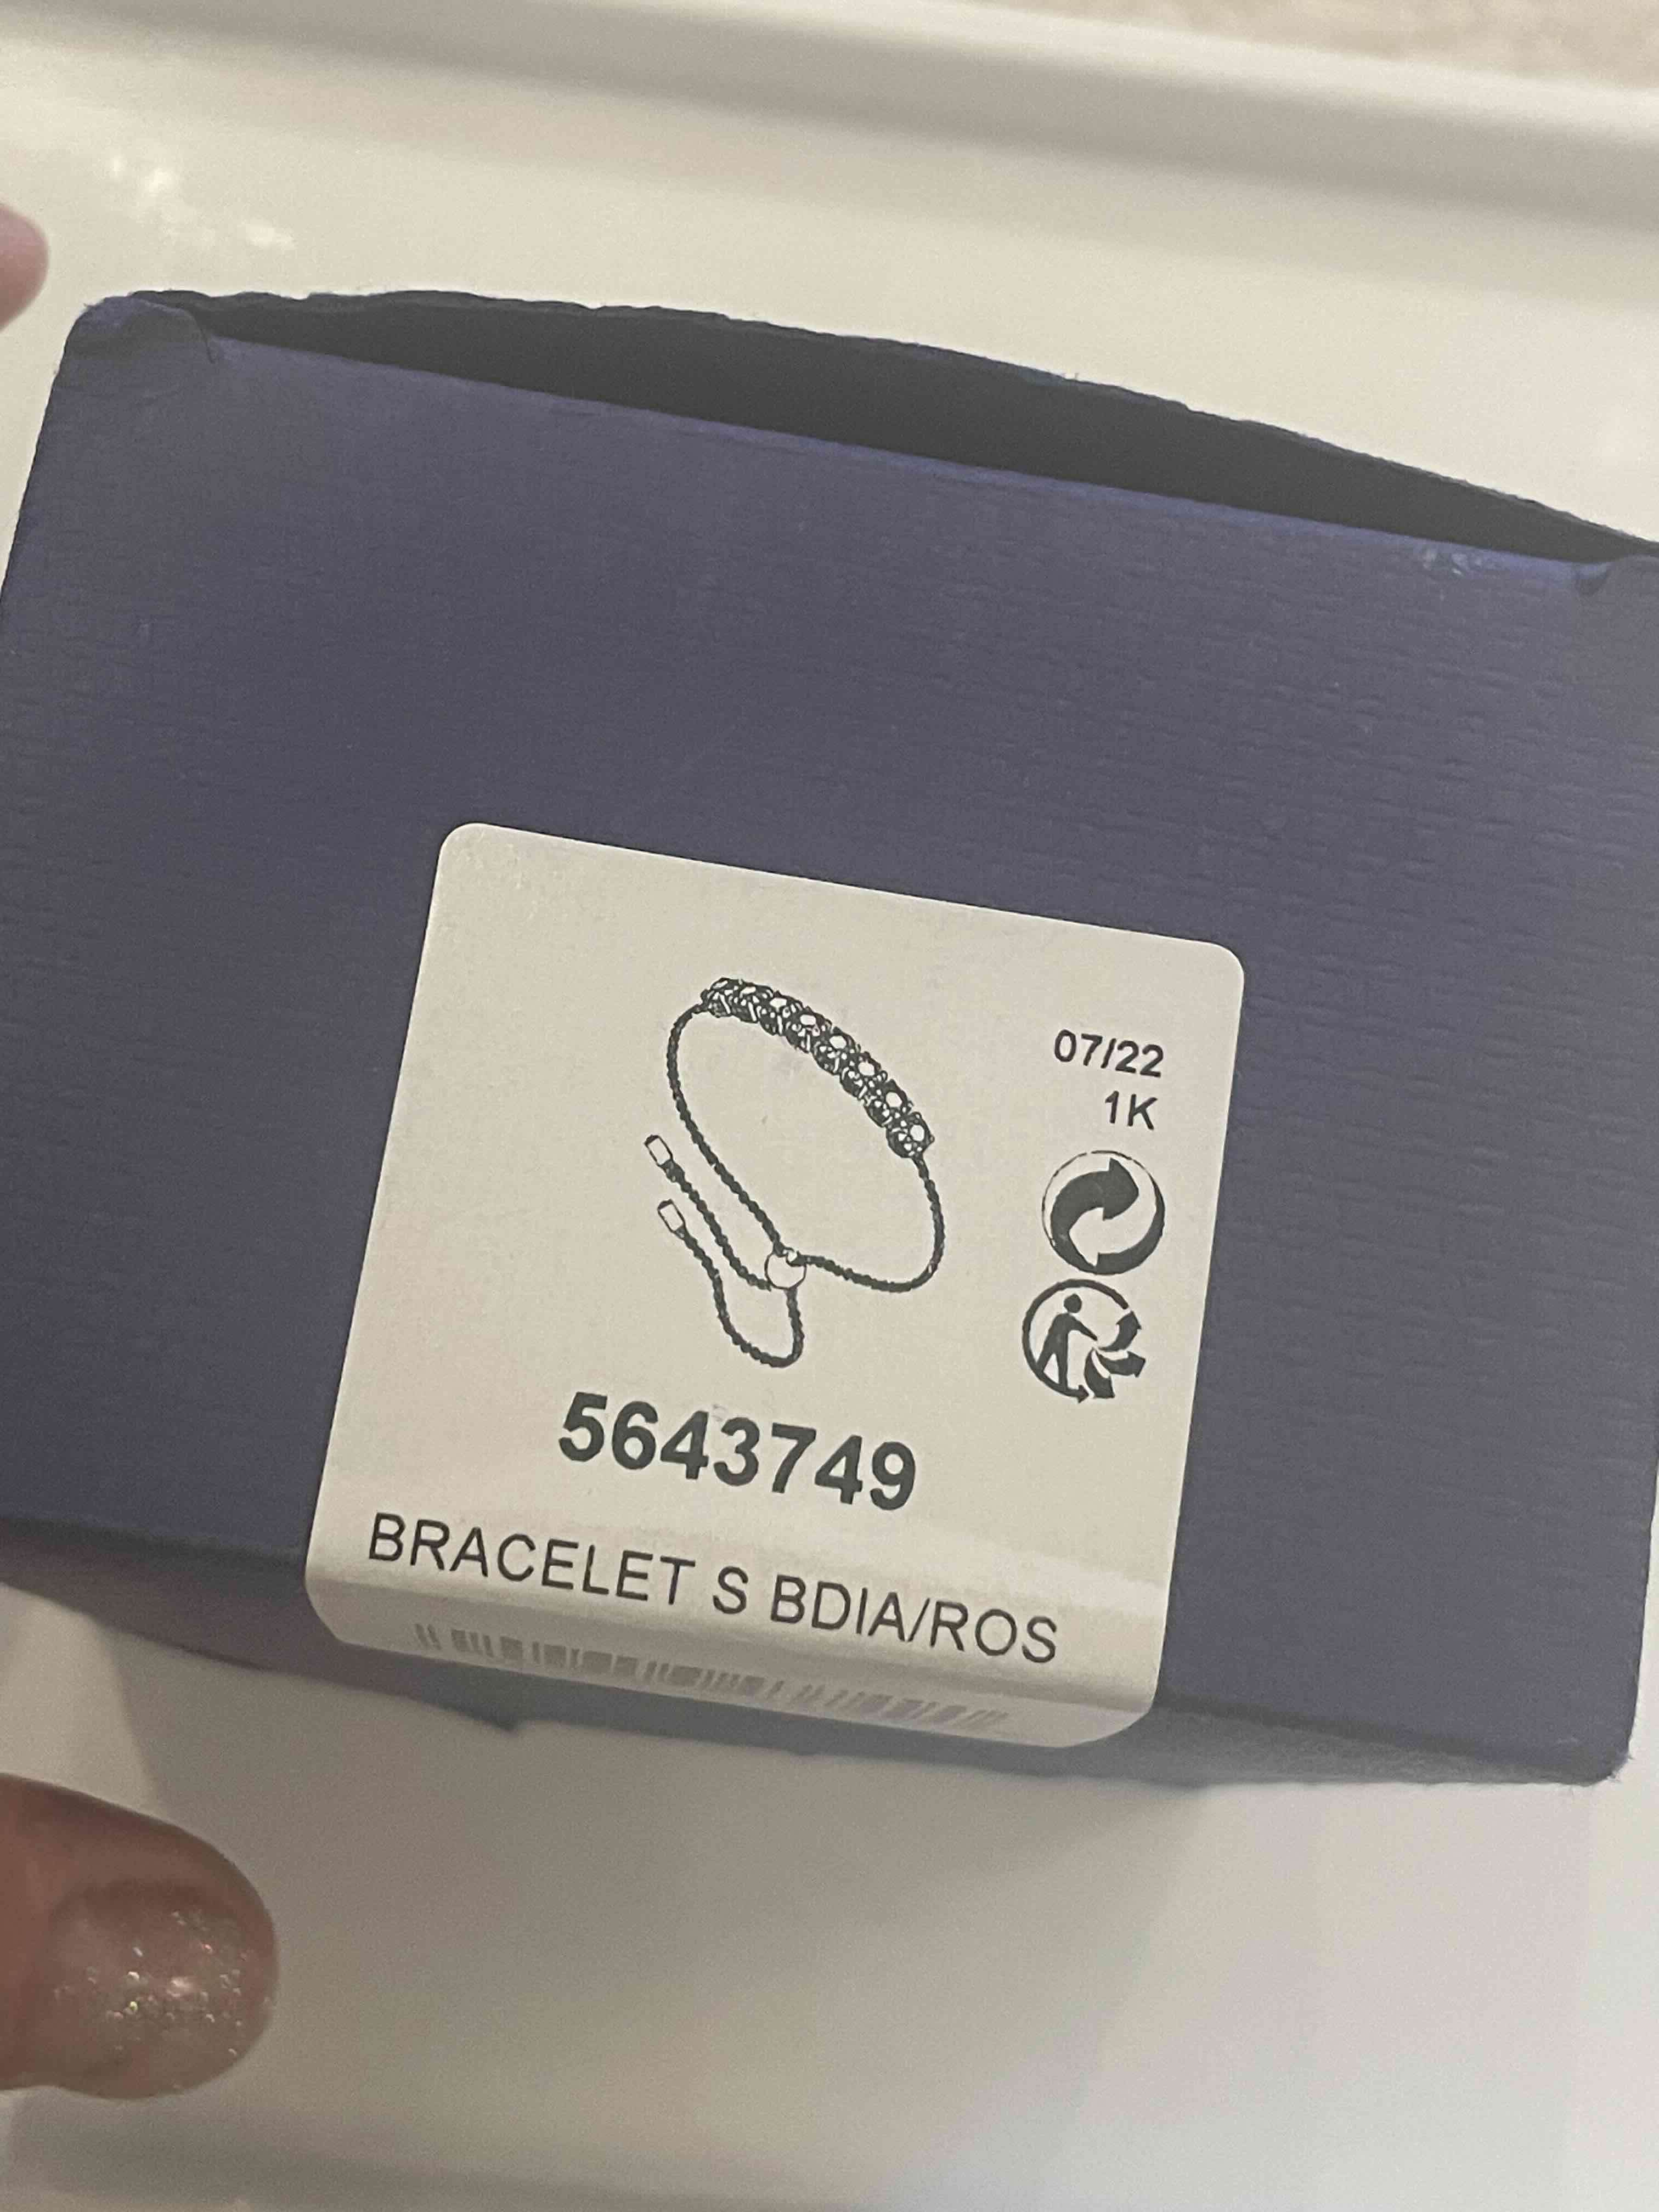 07/22
1K
5643749
BRACELET S BDIA/ROS